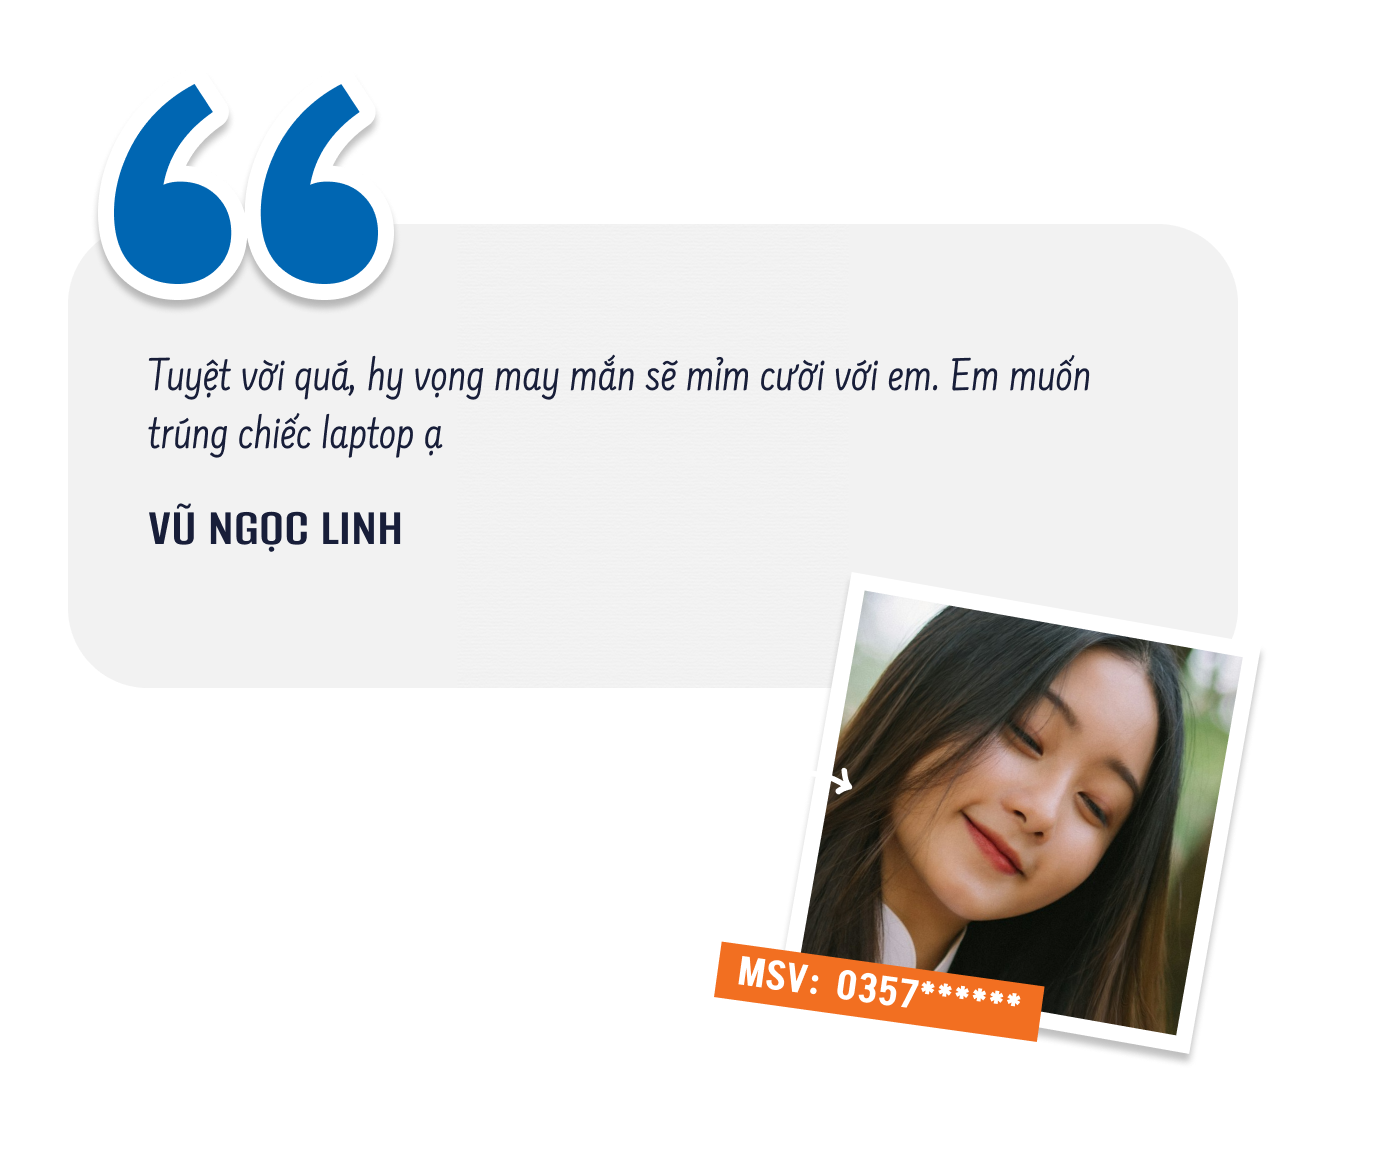 Tuyệt vời quá, hy vọng may mắn sẽ mỉm cười với em. Em muốn
trúng chiếc laptop ạ
VŨ NGỌC LINH
MSV: 0357******